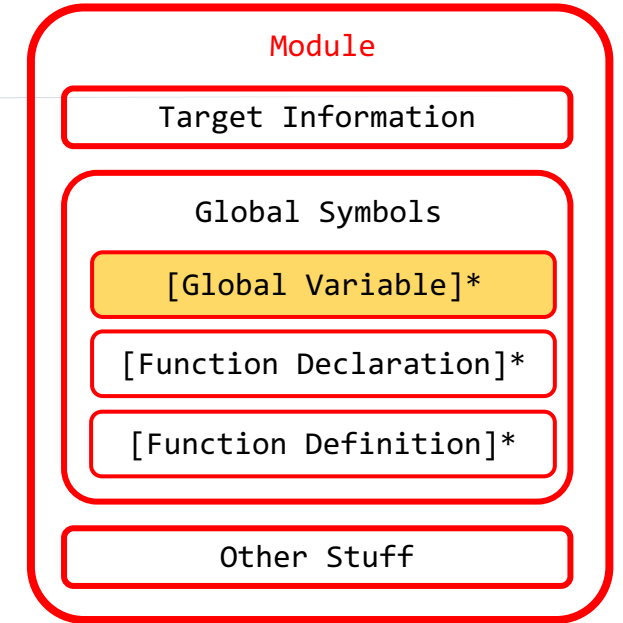 Module
Target Information
Global Symbols
[Global Variable]*
[Function Declaration]*
[Function Definition]*
Other Stuff